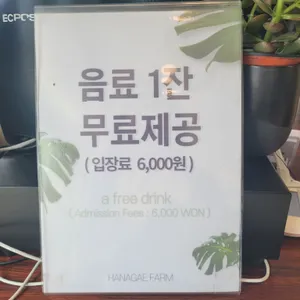 ECPOS
음료 1잔
무료제공
( 입장료 6,000원 )
a free drink
( Admission Fees : 6,000 WON )
HANAGAE FARM